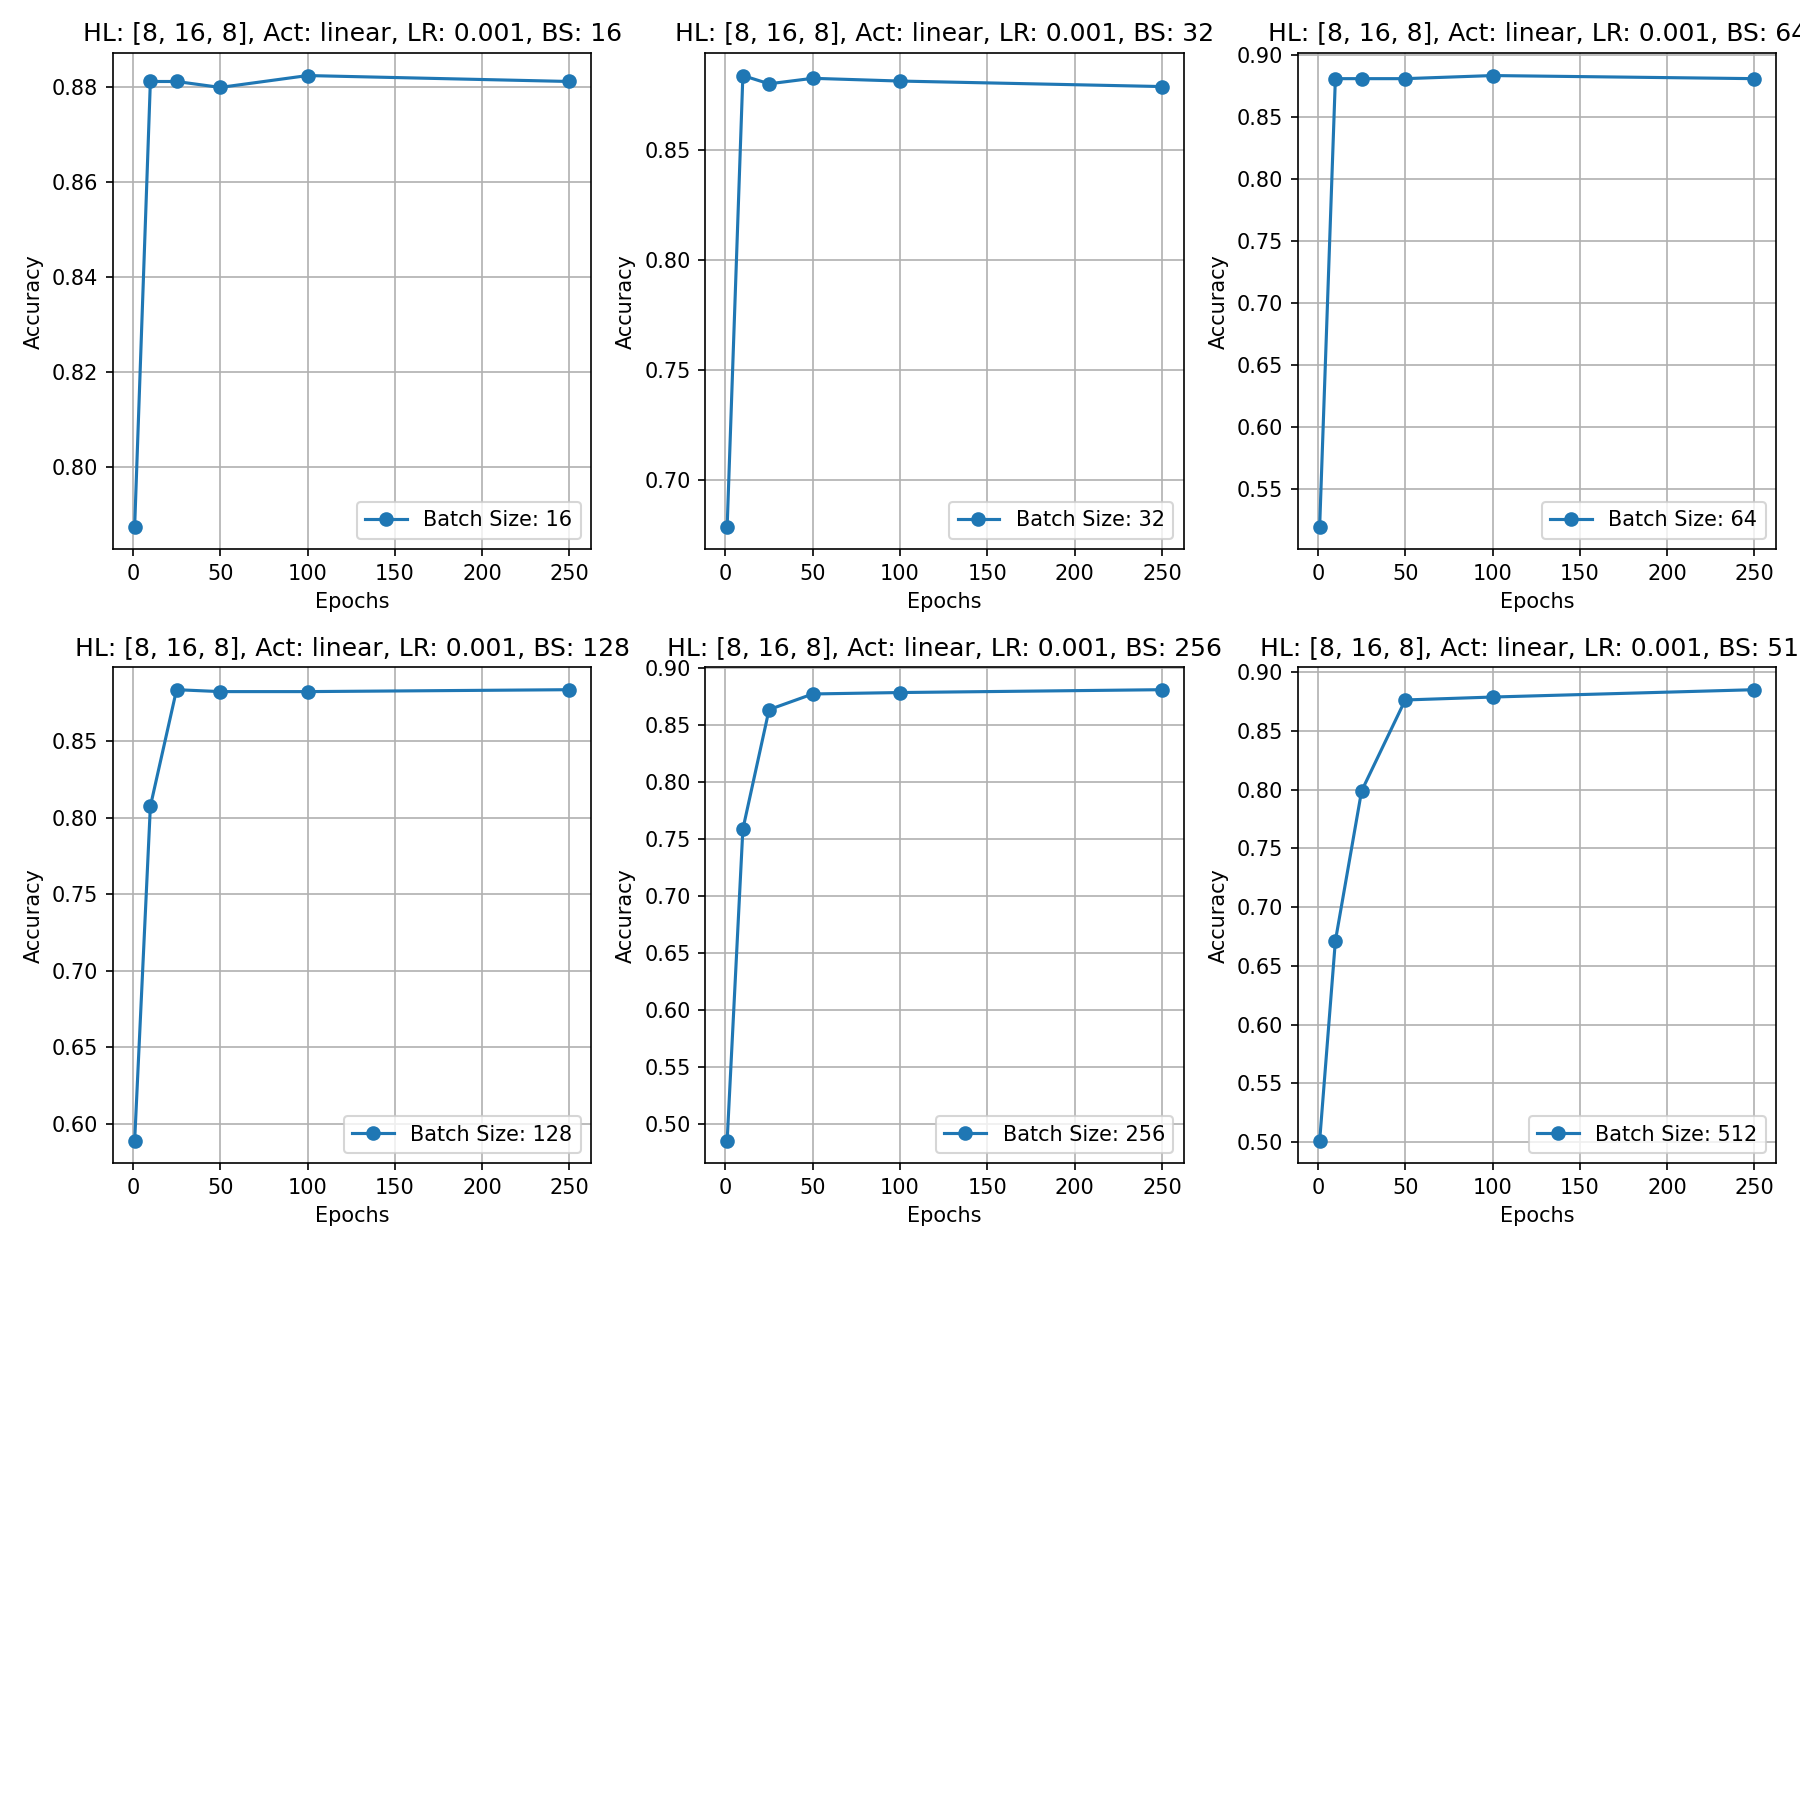 HL: [8, 16, 8], Act: linear, LR: 0.001, BS: 16
0.88
0.86
0.84
0.82
0.80
Accuracy
Batch Size: 16
0 50 100 150 200 250
Epochs
HL: [8, 16, 8], Act: linear, LR: 0.001, BS: 32
0.85
0.80
0.75
0.70
Accuracy
Batch Size: 32
0 50 100 150 200 250
Epochs
HL: [8, 16, 8], Act: linear, LR: 0.001, BS: 64
0.90
0.85
0.80
0.75
0.70
0.65
0.60
0.55
Accuracy
Batch Size: 64
0 50 100 150 200 250
Epochs
HL: [8, 16, 8], Act: linear, LR: 0.001, BS: 128
0.85
0.80
0.75
0.70
0.65
0.60
Accuracy
Batch Size: 128
0 50 100 150 200 250
Epochs
HL: [8, 16, 8], Act: linear, LR: 0.001, BS: 256
0.90
0.85
0.80
0.75
0.70
0.65
0.60
0.55
0.50
Accuracy
Batch Size: 256
0 50 100 150 200 250
Epochs
HL: [8, 16, 8], Act: linear, LR: 0.001, BS: 51
0.90
0.85
0.80
0.75
0.70
0.65
0.60
0.55
0.50
Accuracy
Batch Size: 512
0 50 100 150 200 250
Epochs